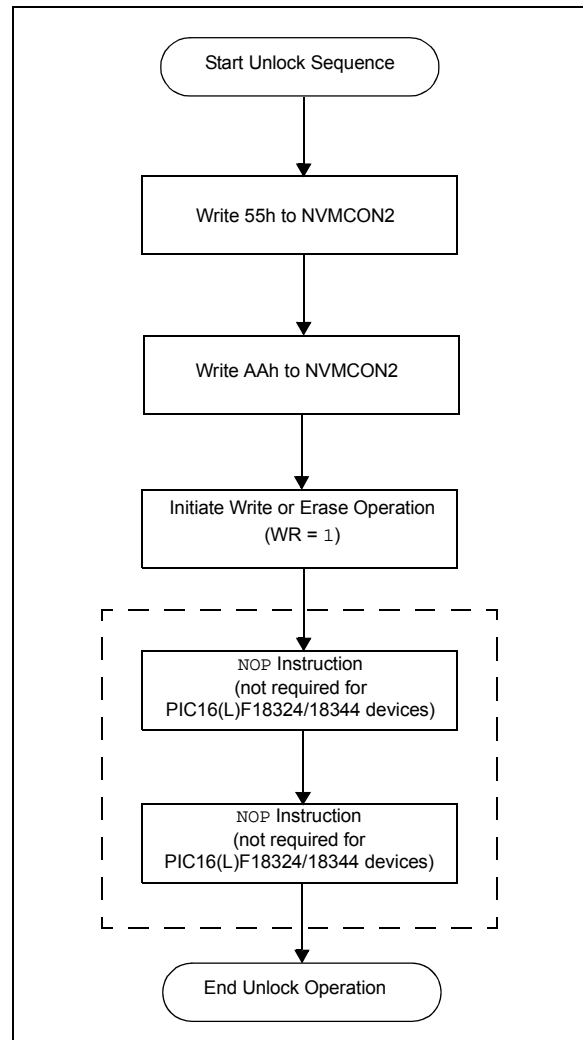 Start Unlock Sequence
Write 55h to NVMCON2
Write AAh to NVMCON2
Initiate Write or Erase Operation
(WR = 1)
NOP Instruction
(not required for
PIC16(L)F18324/18344 devices)
NOP Instruction
(not required for
PIC16(L)F18324/18344 devices)
End Unlock Operation